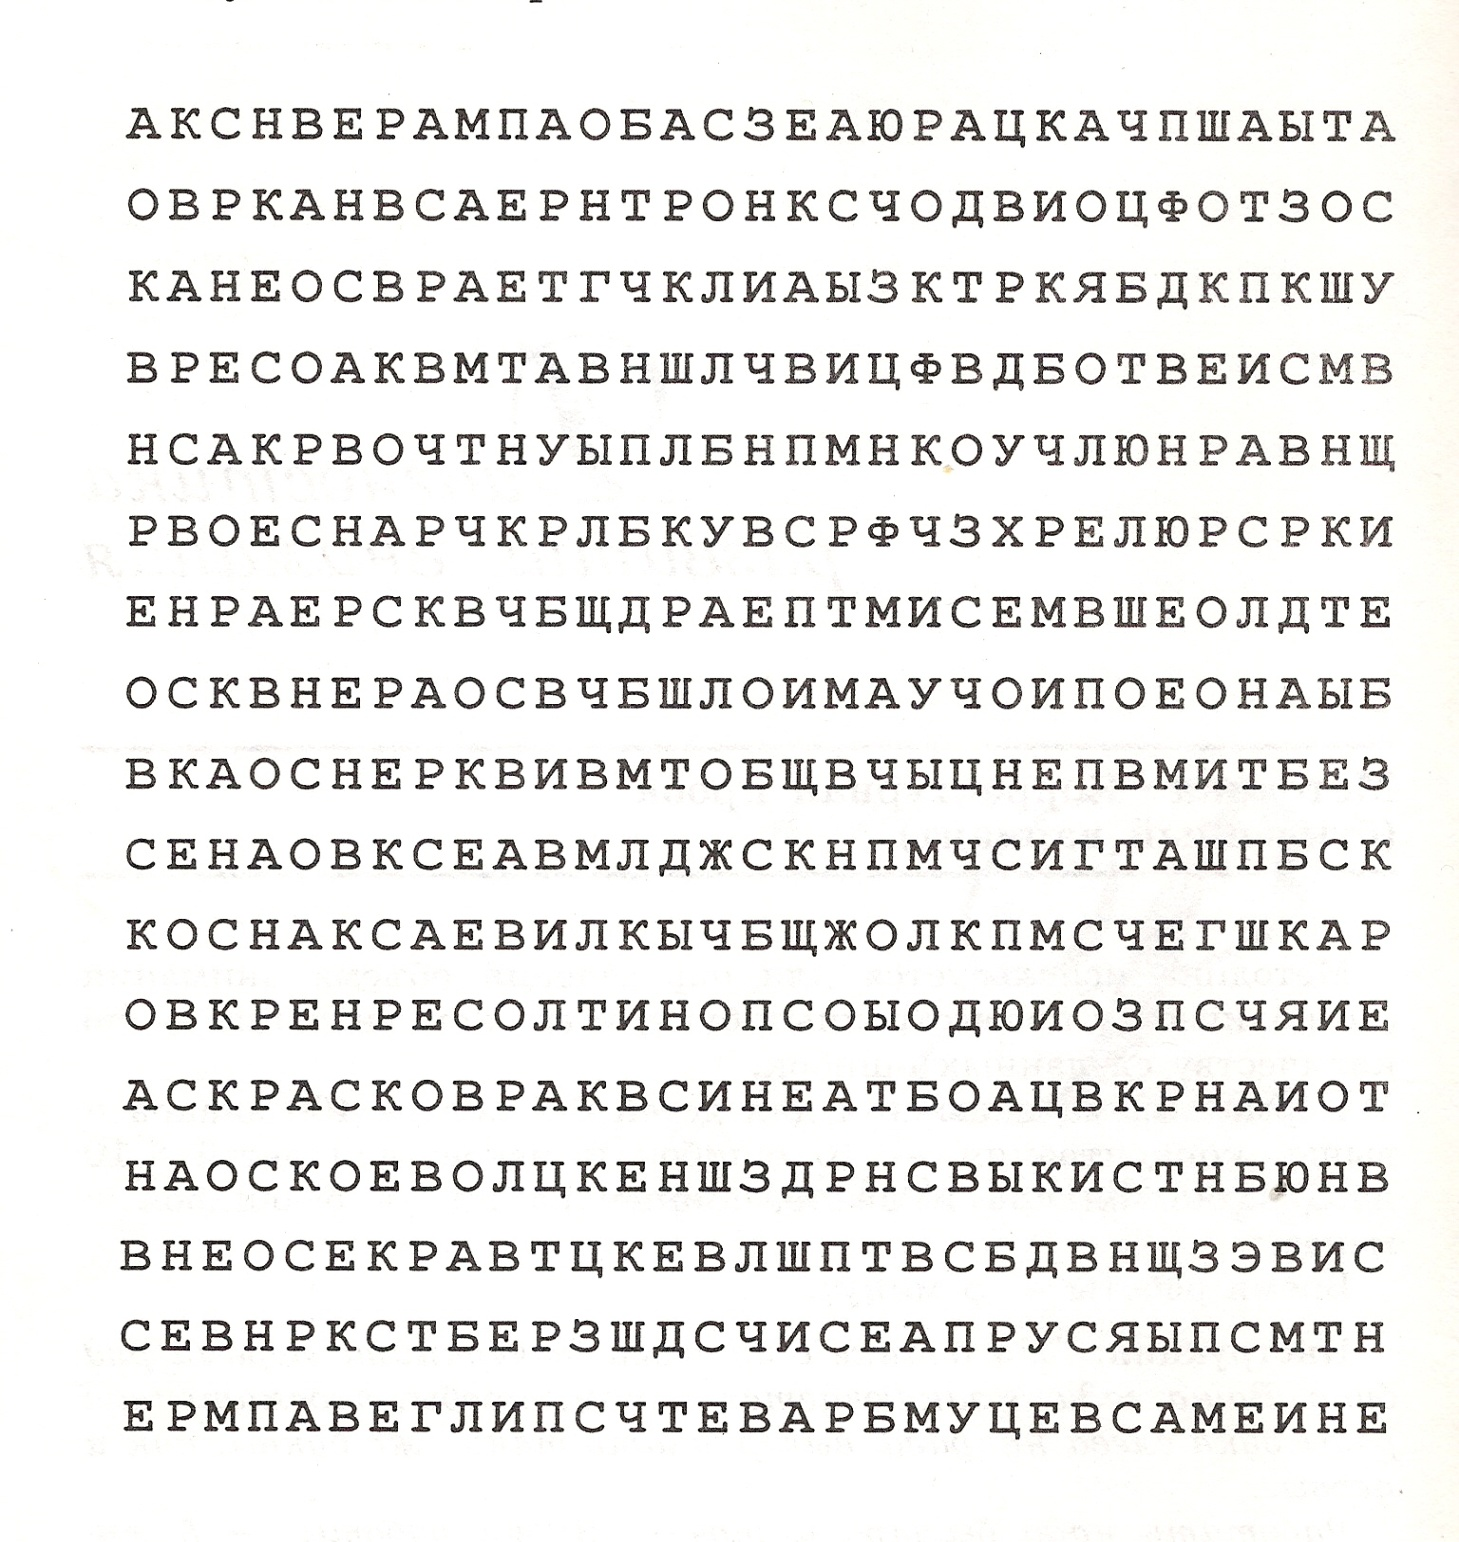 АКСНВЕРАМПАОБАСЗЕАЮРАЦКАЧПШАЫТА
ОВРКАНВСАЕРНТРОНКСЧОДВИОЦФОТЗОС
КАНЕОСВРАЕТГЧКЛИАЫЗКТРКЯБДКПКШУ
ВРЕСОАКВМТАВНШЛЧВИЦФВДБОТВЕИСМВ
НСАКРВОЧТНУЫПЛБНПМНКОУЧЛЮНРАВНЩ
РВОЕСНАРЧКРЛБКУВСРФЧЗХРЕЛЮРСРКИ
ЕНРАЕРСКВЧБЩДРАЕПТМИСЕМВШЕОЛДТЕ
ОСКВНЕРАОСВЧБШЛОИМАУЧОИПОЕОНАЫБ
ВКАОСНЕРКВИВМТОБЩВЧЫЦНЕПВМИТБЕЗ
СЕНАОВКСЕАВМЛДЖСКНПМЧСИГТАШПБСК
КОСНАКСАЕВИЛКЫЧБЩЖОЛКПМСЧЕГШКАР
ОВКРЕНРЕСОЛТИНОПСОЫОДЮИОЗПСЧЯИЕ
АСКРАСКОВРАКВСИНЕАТБОАЦВКРНАИОТ
НАОСКОЕВОЛЦКЕНШЗДРНСВЫКИСТНБЮНВ
ВНЕОСЕКРАВТЦКЕВЛШПТВСБДВНЩЗЭВИС
СЕВНРКСТБЕРЗШДСЧИСЕАПРУСЯЫПСМТН
ЕРМПАВЕГЛИПСЧТЕВАРБМУЦЕВСАМЕИНЕ